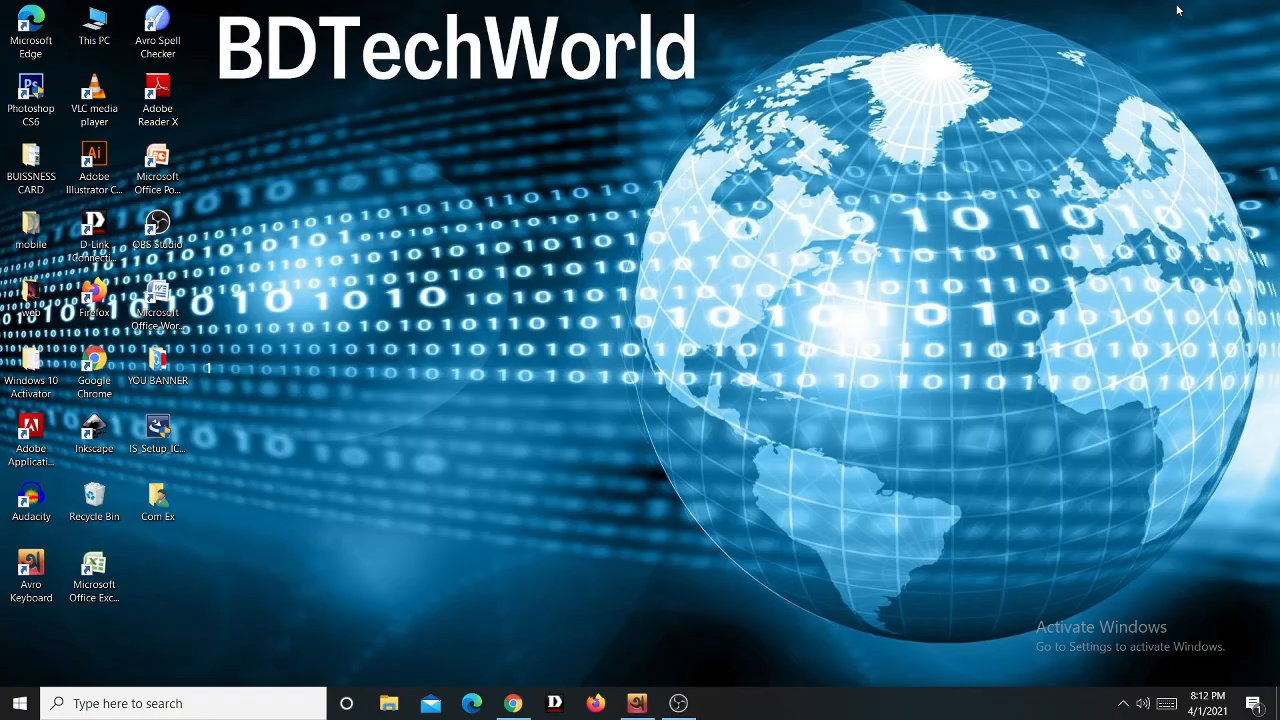 BDTechWorld
Microsoft
Edge
This PC
Avro Spell
Checker
Photoshop
CS6
VLC media
player
Adobe
Reader X
BUISSNESS
CARD
Adobe
Illustrator C...
Microsoft
Office Po...
mobile
D-Link
Connecti...
OBS Studio
web
Firefox
Microsoft
Office Wor...
Windows 10
Activator
Google
Chrome
YOU BANNER
Adobe
Applicati...
Inkscape
IS_Setup_IC...
Audacity
Recycle Bin
Com Ex
Avro
Keyboard
Microsoft
Office Exc...
Activate Windows
Go to Settings to activate Windows.
Type here to search
8:12 PM
4/1/2021